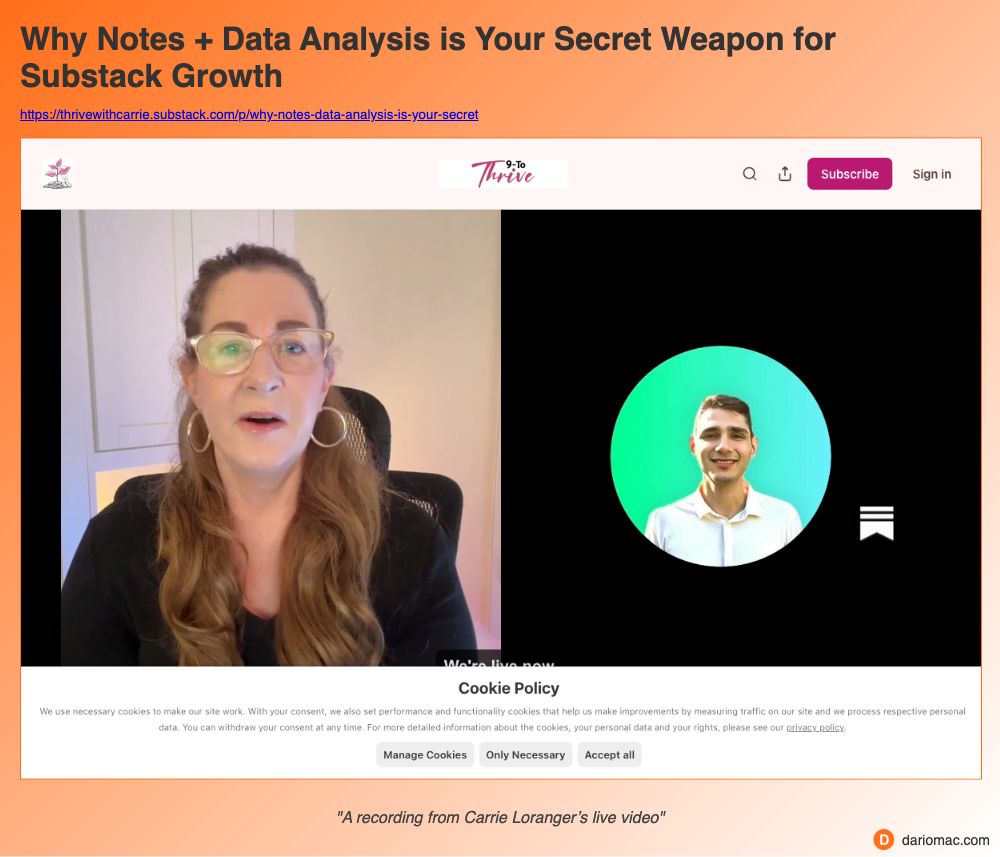 Why Notes + Data Analysis is Your Secret Weapon for
Substack Growth
https://thrivewithcarrie.substack.com/p/why-notes-data-analysis-is-your-secret
9-To
Thrive
Subscribe
Sign in
We're live now
Cookie Policy
We use necessary cookies to make our site work. With your consent, we also set performance and functionality cookies that help us make improvements by measuring traffic on our site and we process respective personal
data. You can withdraw your consent at any time. For more detailed information about the cookies, your personal data and your rights, please see our privacy policy.
Manage Cookies
Only Necessary
Accept all
"A recording from Carrie Loranger’s live video"
D
dariomac.com